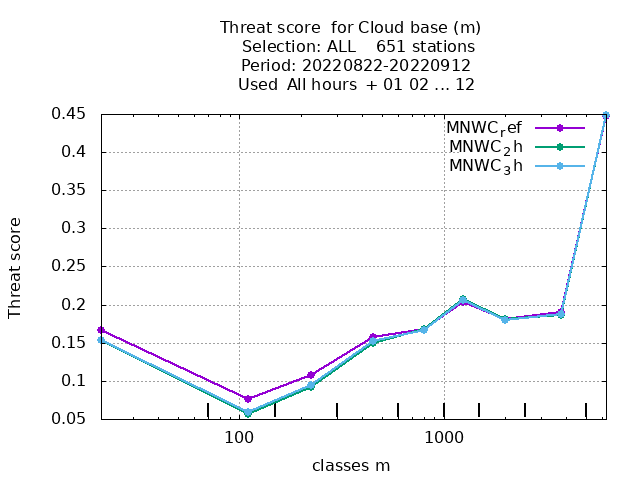 Threat score  for Cloud base (m)
Selection: ALL    651 stations
Period: 20220822-20220912
Used  All hours  + 01 02 ... 12
MNWC_ref
MNWC_2h
MNWC_3h
0.45
0.4
0.35
0.3
0.25
0.2
0.15
0.1
0.05
Threat score
100
1000
classes m